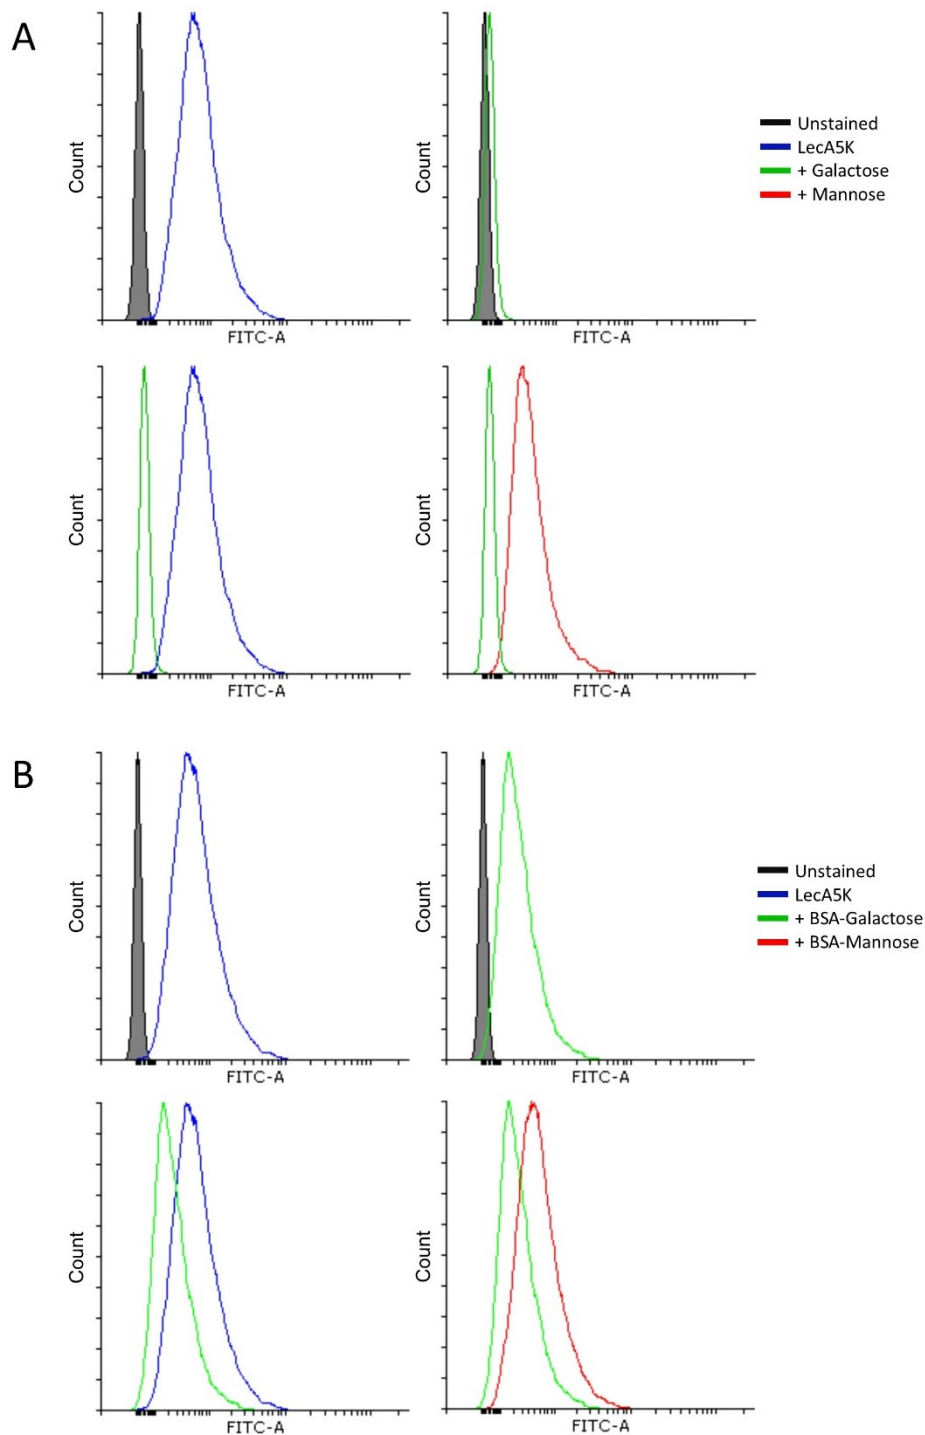 A
Count
FITC-A
Count
FITC-A
Unstained
LecA5K
+ Galactose
+ Mannose
Count
FITC-A
Count
FITC-A
B
Count
FITC-A
Count
FITC-A
Unstained
LecA5K
+ BSA-Galactose
+ BSA-Mannose
Count
FITC-A
Count
FITC-A